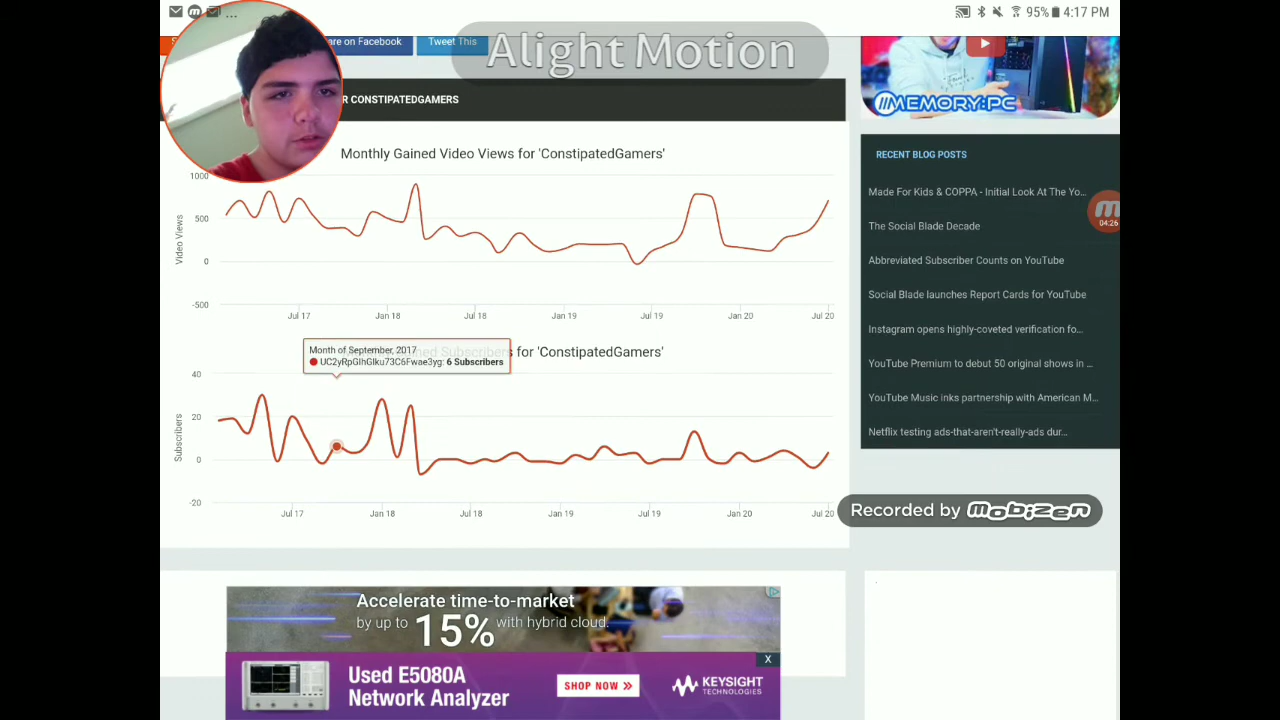 ...
95% 4:17 PM
Alight Motion
are on Facebook
Tweet This
R CONSTIPATEDGAMERS
Monthly Gained Video Views for 'ConstipatedGamers'
1000
500
0
-500
Video Views
Jul 17 Jan 18 Jul 18 Jan 19 Jul 19 Jan 20 Jul 20
Month of September, 2017
UC2yRpGlhGlku73C6Fwae3yg: 6 Subscribers
Subscribers for 'ConstipatedGamers'
40
20
0
-20
Subscribers
Jul 17 Jan 18 Jul 18 Jan 19 Jul 19 Jan 20 Jul 20
MEMORY PC
RECENT BLOG POSTS
Made For Kids & COPPA - Initial Look At The Yo...
The Social Blade Decade
Abbreviated Subscriber Counts on YouTube
Social Blade launches Report Cards for YouTube
Instagram opens highly-coveted verification fo...
YouTube Premium to debut 50 original shows in ...
YouTube Music inks partnership with American M...
Netflix testing ads-that-aren't-really-ads dur...
04:26
Recorded by mobizen
Accelerate time-to-market
by up to 15% with hybrid cloud.
X
Used E5080A
Network Analyzer
SHOP NOW
KEYSIGHT
TECHNOLOGIES